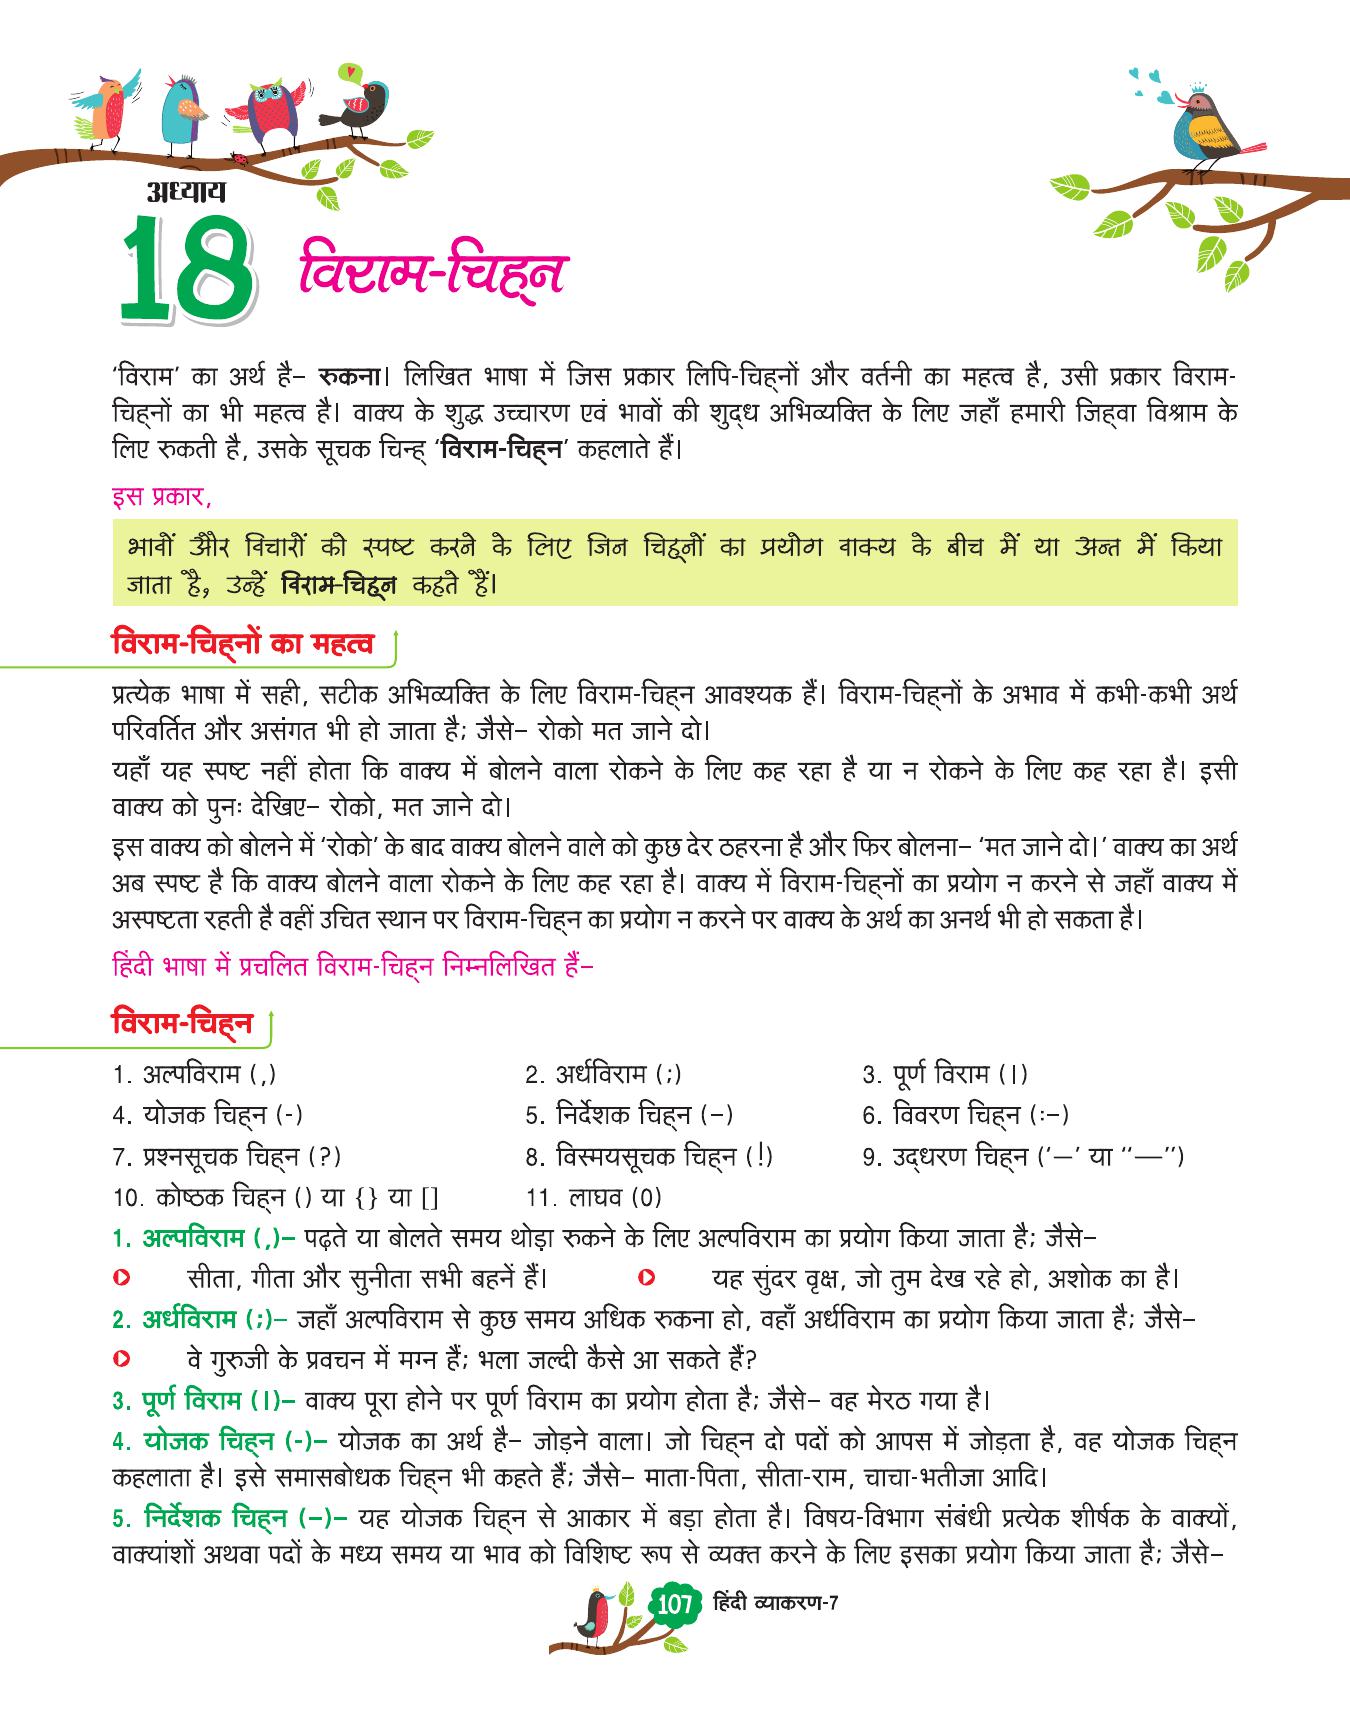 अध्याय
18
विराम-चिह्न
‘विराम’ का अर्थ है– रुकना। लिखित भाषा में जिस प्रकार लिपि-चिह्नों और वर्तनी का महत्व है, उसी प्रकार विराम-
चिह्नों का भी महत्व है। वाक्य के शुद्ध उच्चारण एवं भावों की शुद्ध अभिव्यक्ति के लिए जहाँ हमारी जिह्वा विश्राम के
लिए रुकती है, उसके सूचक चिन्ह् ‘विराम-चिह्न’ कहलाते हैं।
इस प्रकार,
भावों और विचारों को स्पष्ट करने के लिए जिन चिह्नों का प्रयोग वाक्य के बीच में या अन्त में किया
जाता है, उन्हें विराम-चिह्न कहते हैं।
विराम-चिह्नों का महत्व
प्रत्येक भाषा में सही, सटीक अभिव्यक्ति के लिए विराम-चिह्न आवश्यक हैं। विराम-चिह्नों के अभाव में कभी-कभी अर्थ
परिवर्तित और असंगत भी हो जाता है; जैसे– रोको मत जाने दो।
यहाँ यह स्पष्ट नहीं होता कि वाक्य में बोलने वाला रोकने के लिए कह रहा है या न रोकने के लिए कह रहा है। इसी
वाक्य को पुनः देखिए– रोको, मत जाने दो।
इस वाक्य को बोलने में ‘रोको’ के बाद वाक्य बोलने वाले को कुछ देर ठहरना है और फिर बोलना– ‘मत जाने दो।’ वाक्य का अर्थ
अब स्पष्ट है कि वाक्य बोलने वाला रोकने के लिए कह रहा है। वाक्य में विराम-चिह्नों का प्रयोग न करने से जहाँ वाक्य में
अस्पष्टता रहती है वहीं उचित स्थान पर विराम-चिह्न का प्रयोग न करने पर वाक्य के अर्थ का अनर्थ भी हो सकता है।
हिंदी भाषा में प्रचलित विराम-चिह्न निम्नलिखित हैं–
विराम-चिह्न
1. अल्पविराम (,) 2. अर्धविराम (;) 3. पूर्ण विराम (।)
4. योजक चिह्न (-) 5. निर्देशक चिह्न (–) 6. विवरण चिह्न (:–)
7. प्रश्नसूचक चिह्न (?) 8. विस्मयसूचक चिह्न (!) 9. उद्धरण चिह्न (‘—’ या “—”)
10. कोष्ठक चिह्न () या {} या [] 11. लाघव (0)
1. अल्पविराम (,)– पढ़ते या बोलते समय थोड़ा रुकने के लिए अल्पविराम का प्रयोग किया जाता है; जैसे–
सीता, गीता और सुनीता सभी बहनें हैं। यह सुंदर वृक्ष, जो तुम देख रहे हो, अशोक का है।
2. अर्धविराम (;)– जहाँ अल्पविराम से कुछ समय अधिक रुकना हो, वहाँ अर्धविराम का प्रयोग किया जाता है; जैसे–
वे गुरुजी के प्रवचन में मग्न हैं; भला जल्दी कैसे आ सकते हैं?
3. पूर्ण विराम (।)– वाक्य पूरा होने पर पूर्ण विराम का प्रयोग होता है; जैसे– वह मेरठ गया है।
4. योजक चिह्न (-)– योजक का अर्थ है– जोड़ने वाला। जो चिह्न दो पदों को आपस में जोड़ता है, वह योजक चिह्न
कहलाता है। इसे समासबोधक चिह्न भी कहते हैं; जैसे– माता-पिता, सीता-राम, चाचा-भतीजा आदि।
5. निर्देशक चिह्न (–)– यह योजक चिह्न से आकार में बड़ा होता है। विषय-विभाग संबंधी प्रत्येक शीर्षक के वाक्यों,
वाक्यांशों अथवा पदों के मध्य समय या भाव को विशिष्ट रूप से व्यक्त करने के लिए इसका प्रयोग किया जाता है; जैसे–
107 हिंदी व्याकरण-7